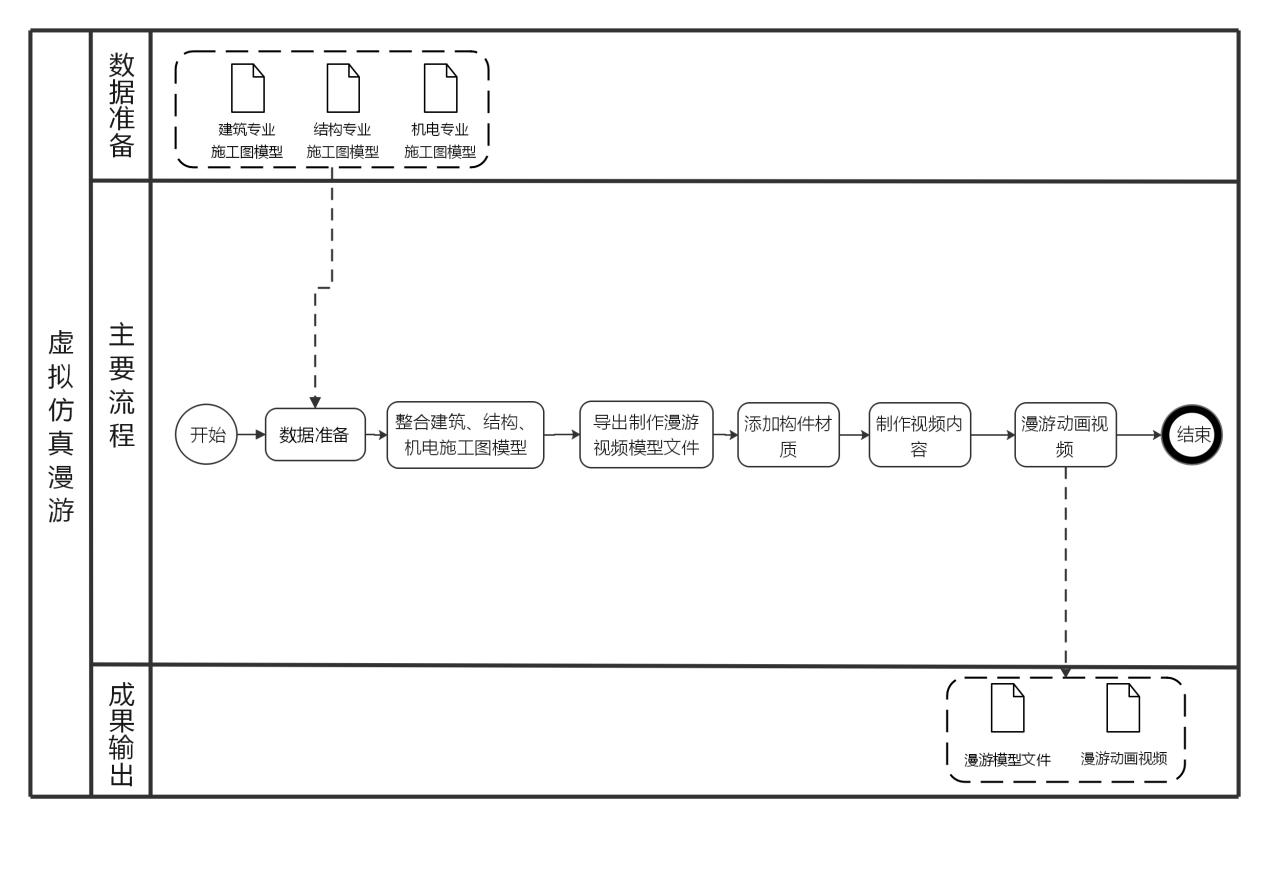 虚拟仿真漫游
数据准备
建筑专业
施工图模型
结构专业
施工图模型
机电专业
施工图模型
主要流程
开始
数据准备
整合建筑、结构、
机电施工图模型
导出制作漫游
视频模型文件
添加构件材
质
制作视频内
容
漫游动画视
频
结束
成果输出
漫游模型文件
漫游动画视频